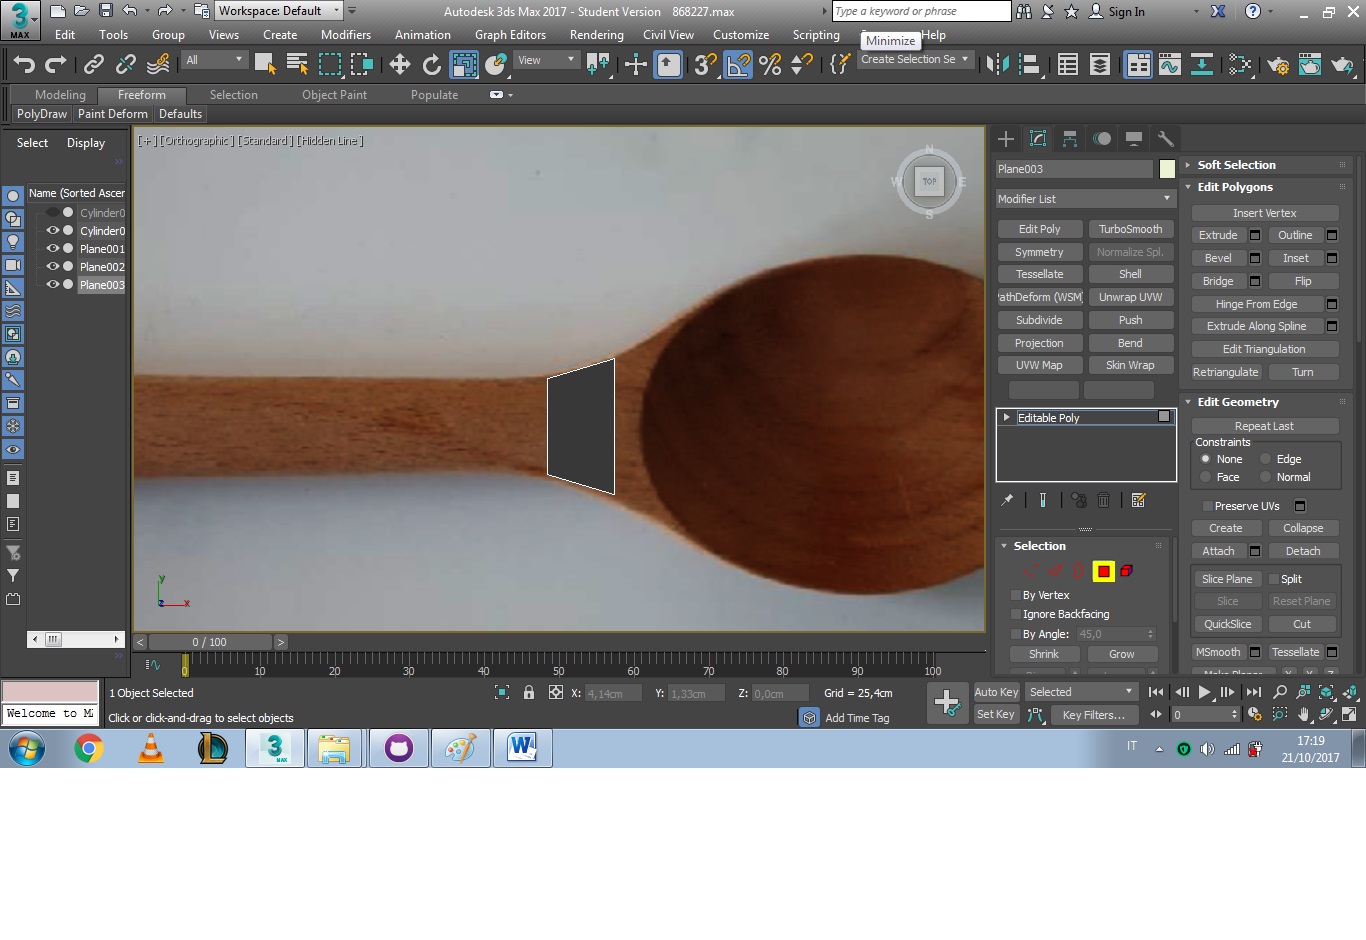 Workspace: Default
Autodesk 3ds Max 2017 - Student Version 868227.max
Type a keyword or phrase
Sign In
3
MAX
Edit Tools Group Views Create Modifiers Animation Graph Editors Rendering Civil View Customize Scripting Help
Minimize
All
View
Create Selection Se
Modeling Freeform Selection Object Paint Populate
PolyDraw Paint Deform Defaults
Select Display
Name (Sorted Ascer
Cylinder0
Cylinder0
Plane001
Plane002
Plane003
[ + ] [ Orthographic ] [ Standard ] [ Hidden Line ]
N
W TOP E
S
y
z x
Plane003
Modifier List
Edit Poly TurboSmooth
Symmetry Normalize Spl.
Tessellate Shell
athDeform (WSM) Unwrap UVW
Subdivide Push
Projection Bend
UVW Map Skin Wrap
Editable Poly
Selection
By Vertex
Ignore Backfacing
By Angle: 45,0
Shrink Grow
Soft Selection
Edit Polygons
Insert Vertex
Extrude Outline
Bevel Inset
Bridge Flip
Hinge From Edge
Extrude Along Spline
Edit Triangulation
Retriangulate Turn
Edit Geometry
Repeat Last
Constraints
None Edge
Face Normal
Preserve UVs
Create Collapse
Attach Detach
Slice Plane Split
Slice Reset Plane
QuickSlice Cut
MSmooth Tessellate
Make Planar X Y Z
< 0 / 100 >
0 10 20 30 40 50 60 70 80 90 100
1 Object Selected
X: 4,14cm Y: 1,33cm Z: 0,0cm Grid = 25,4cm
Auto Key Selected
Welcome to M
Click or click-and-drag to select objects
Add Time Tag
Set Key Key Filters...
0
IT
17:19
21/10/2017